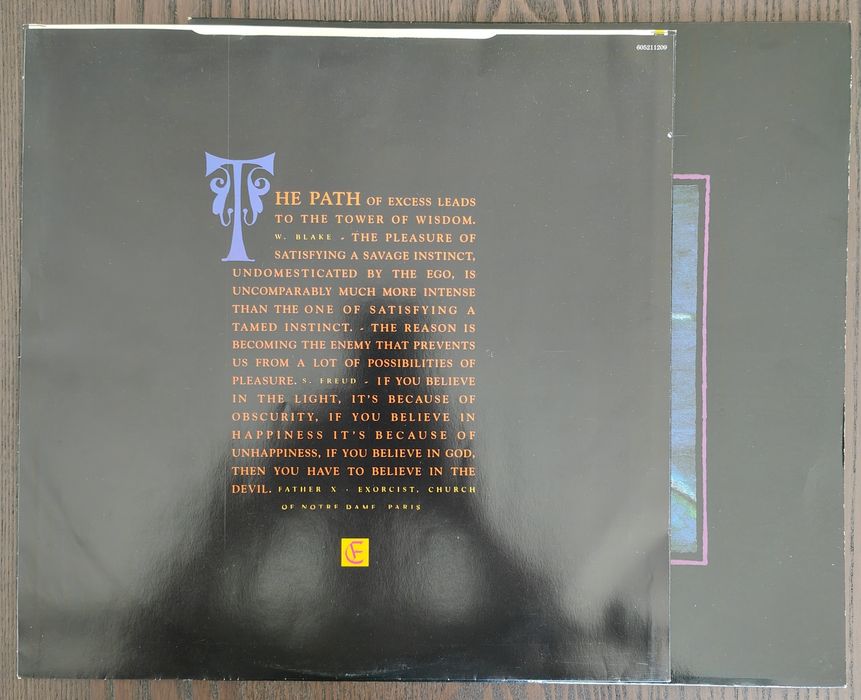 605211209
THE PATH OF EXCESS LEADS
TO THE TOWER OF WISDOM.
W. BLAKE - THE PLEASURE OF
SATISFYING A SAVAGE INSTINCT,
UNDOMESTICATED BY THE EGO, IS
UNCOMPARABLY MUCH MORE INTENSE
THAN THE ONE OF SATISFYING A
TAMED INSTINCT. - THE REASON IS
BECOMING THE ENEMY THAT PREVENTS
US FROM A LOT OF POSSIBILITIES OF
PLEASURE. S. FREUD - IF YOU BELIEVE
IN THE LIGHT, IT'S BECAUSE OF
OBSCURITY, IF YOU BELIEVE IN
HAPPINESS IT'S BECAUSE OF
UNHAPPINESS, IF YOU BELIEVE IN GOD,
THEN YOU HAVE TO BELIEVE IN THE
DEVIL. FATHER X · EXORCIST, CHURCH
OF NOTRE DAME PARIS
CE